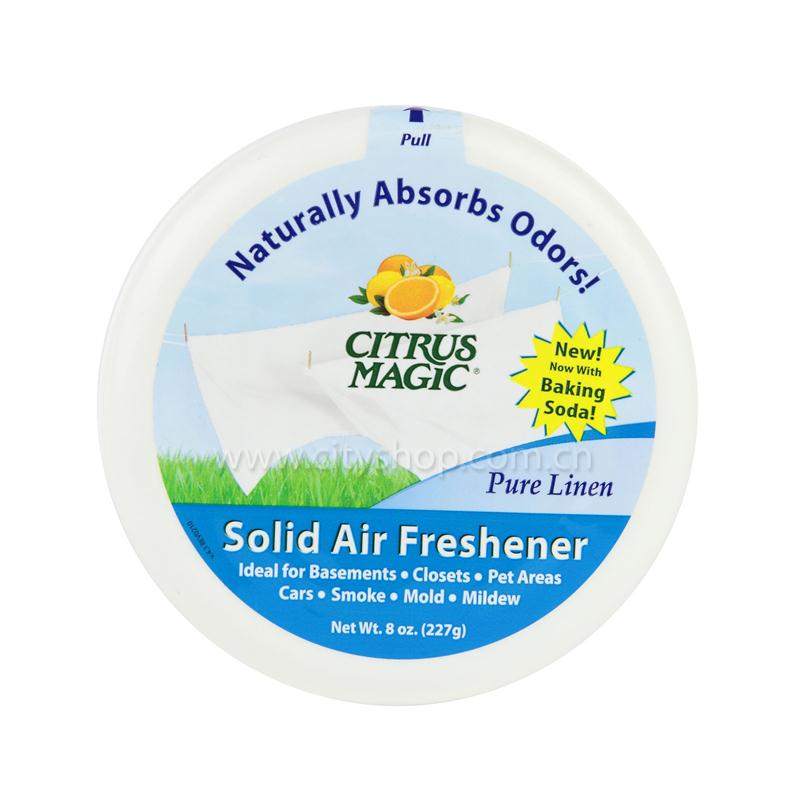 Pull
Naturally Absorbs Odors!
CITRUS
MAGIC®
New!
Now With
Baking
Soda!
www.cityshop.com.cn
Pure Linen
Solid Air Freshener
Ideal for Basements • Closets • Pet Areas
Cars • Smoke • Mold • Mildew
Net Wt. 8 oz. (227g)